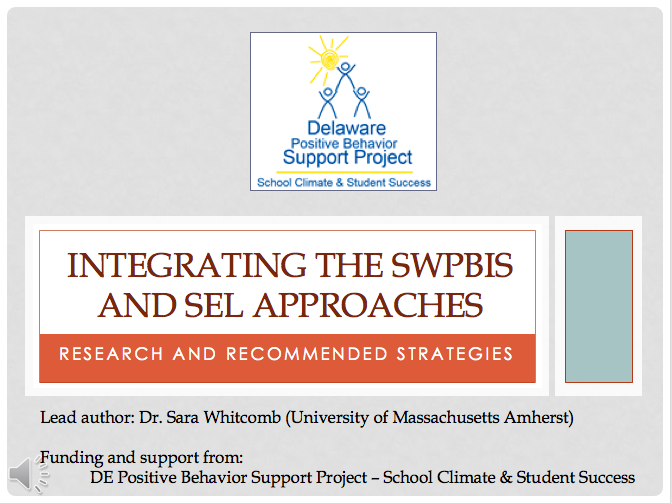 Delaware
Positive Behavior
Support Project
School Climate & Student Success
INTEGRATING THE SWPBIS
AND SEL APPROACHES
RESEARCH AND RECOMMENDED STRATEGIES
Lead author: Dr. Sara Whitcomb (University of Massachusetts Amherst)
Funding and support from:
DE Positive Behavior Support Project – School Climate & Student Success